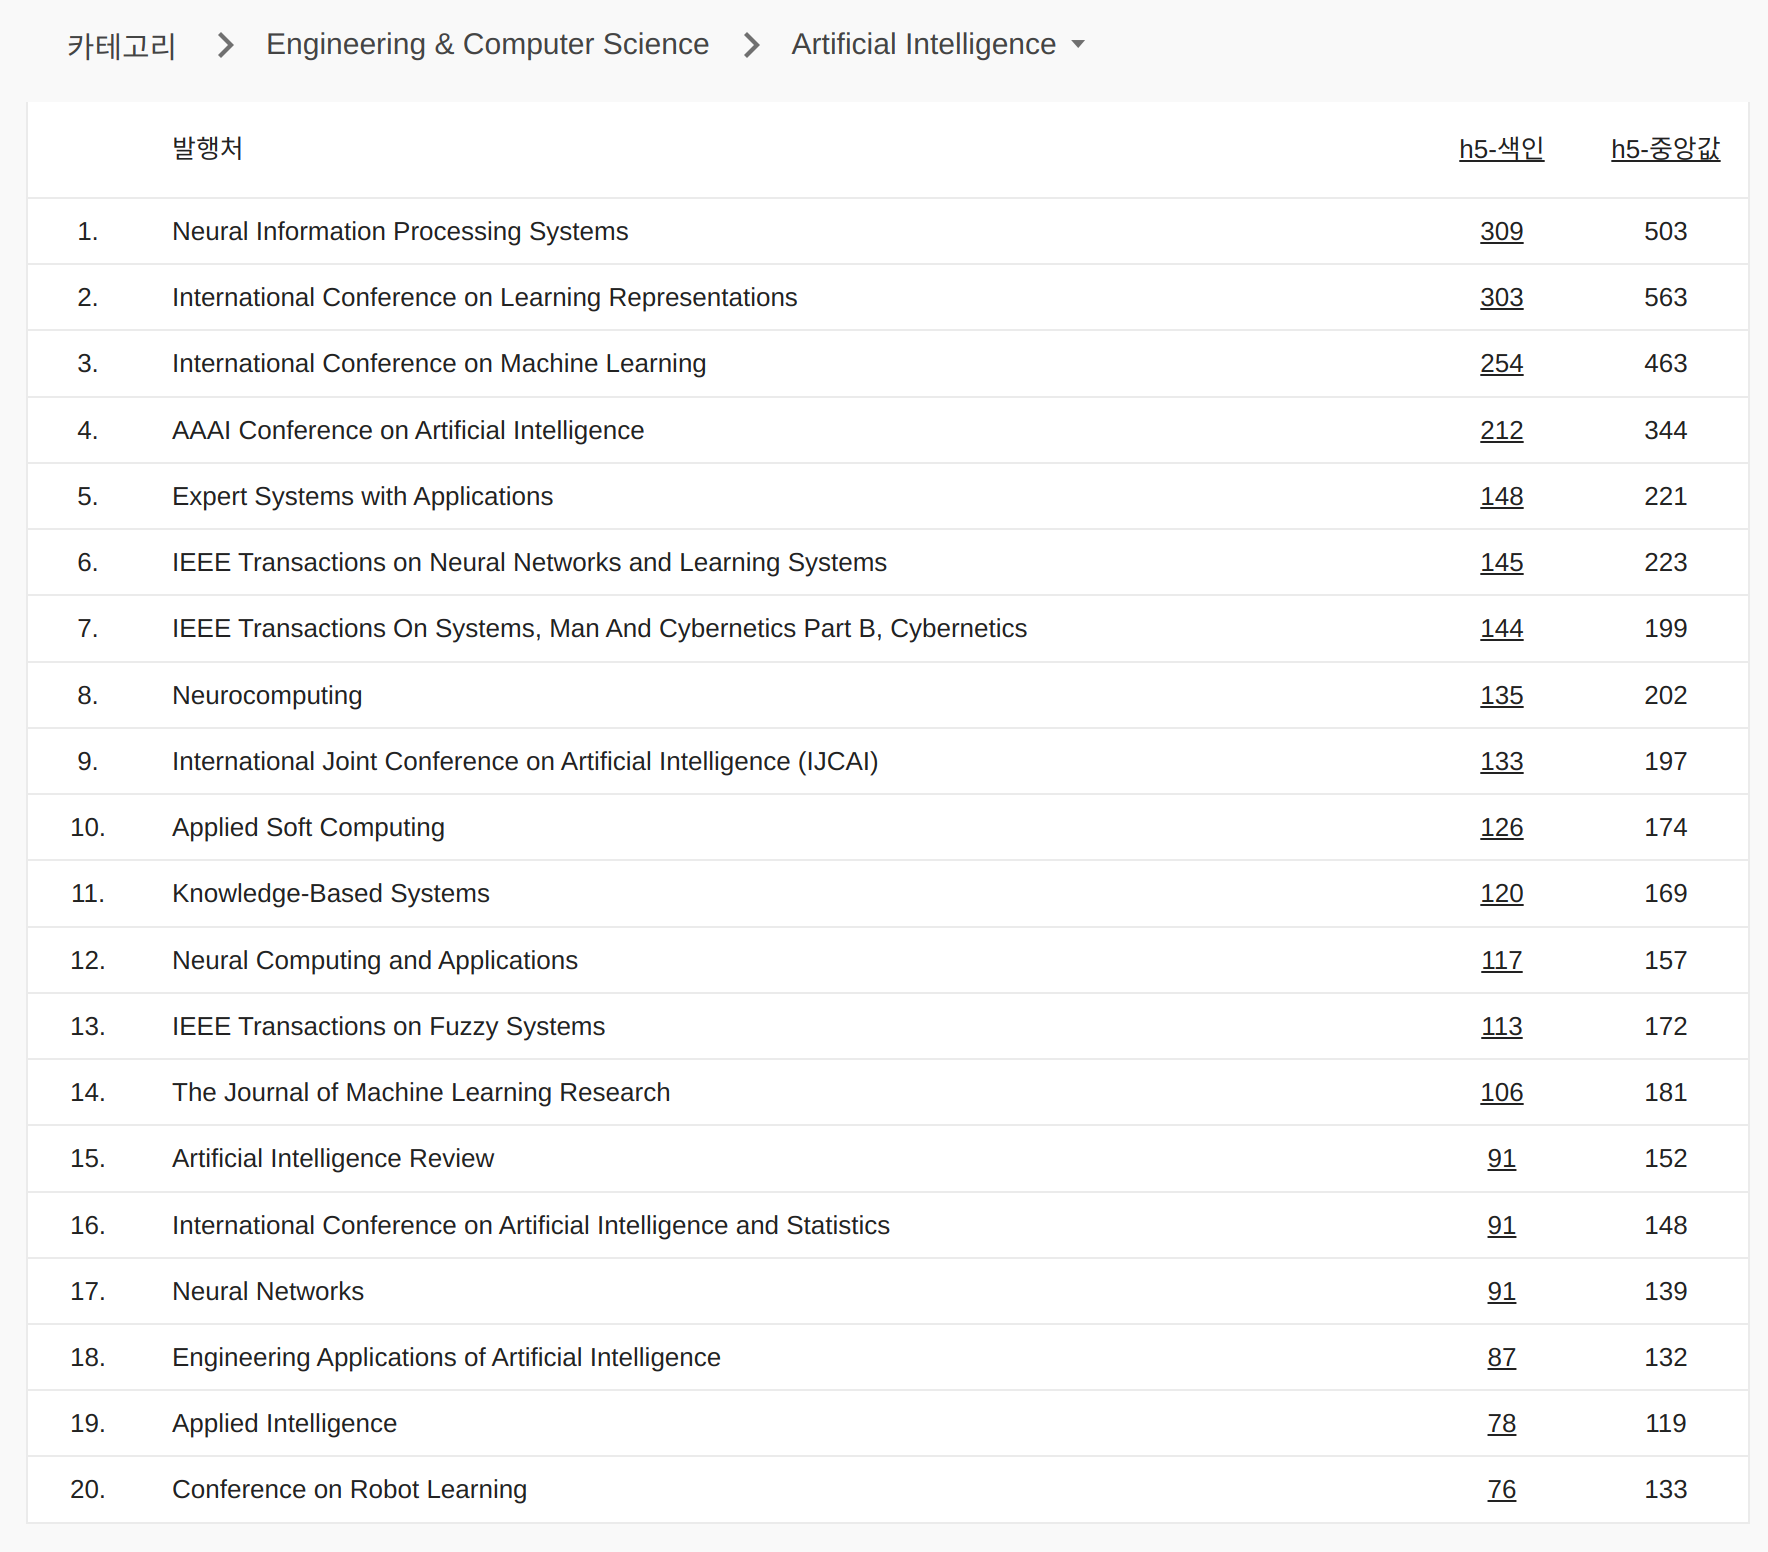 카테고리 > Engineering & Computer Science > Artificial Intelligence
발행처 h5-색인 h5-중앙값
1. Neural Information Processing Systems 309 503
2. International Conference on Learning Representations 303 563
3. International Conference on Machine Learning 254 463
4. AAAI Conference on Artificial Intelligence 212 344
5. Expert Systems with Applications 148 221
6. IEEE Transactions on Neural Networks and Learning Systems 145 223
7. IEEE Transactions On Systems, Man And Cybernetics Part B, Cybernetics 144 199
8. Neurocomputing 135 202
9. International Joint Conference on Artificial Intelligence (IJCAI) 133 197
10. Applied Soft Computing 126 174
11. Knowledge-Based Systems 120 169
12. Neural Computing and Applications 117 157
13. IEEE Transactions on Fuzzy Systems 113 172
14. The Journal of Machine Learning Research 106 181
15. Artificial Intelligence Review 91 152
16. International Conference on Artificial Intelligence and Statistics 91 148
17. Neural Networks 91 139
18. Engineering Applications of Artificial Intelligence 87 132
19. Applied Intelligence 78 119
20. Conference on Robot Learning 76 133